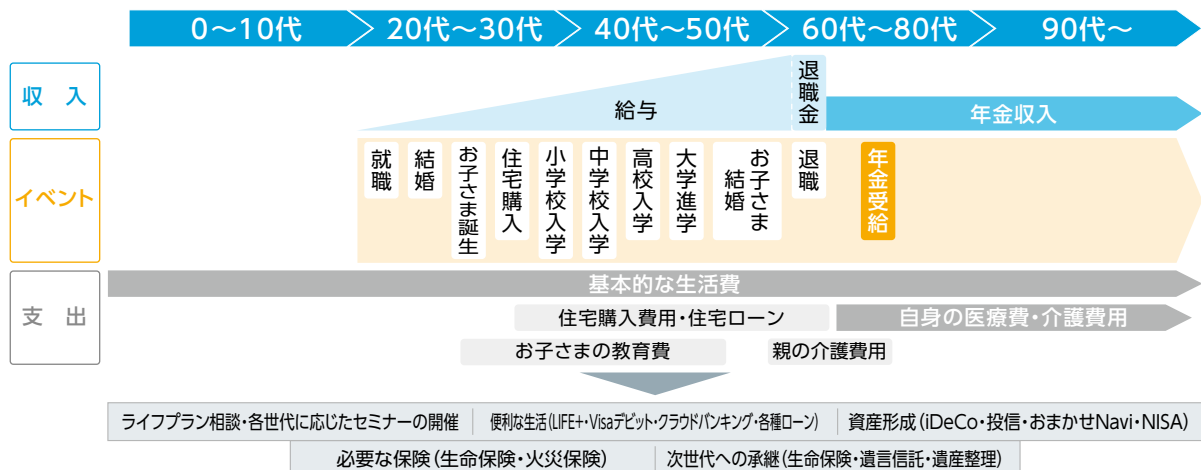 0～10代
20代～30代
40代～50代
60代～80代
90代～
収 入
給与
退職金
年金収入
イベント
就職
結婚
お子さま誕生
住宅購入
小学校入学
中学校入学
高校入学
大学進学
お子さま
結婚
退職
年金受給
支 出
基本的な生活費
住宅購入費用・住宅ローン
自身の医療費・介護費用
お子さまの教育費
親の介護費用
ライフプラン相談・各世代に応じたセミナーの開催
便利な生活(LIFE+・Visaデビット・クラウドバンキング・各種ローン)
資産形成(iDeCo・投信・おまかせNavi・NISA)
必要な保険(生命保険・火災保険)
次世代への承継(生命保険・遺言信託・遺産整理)